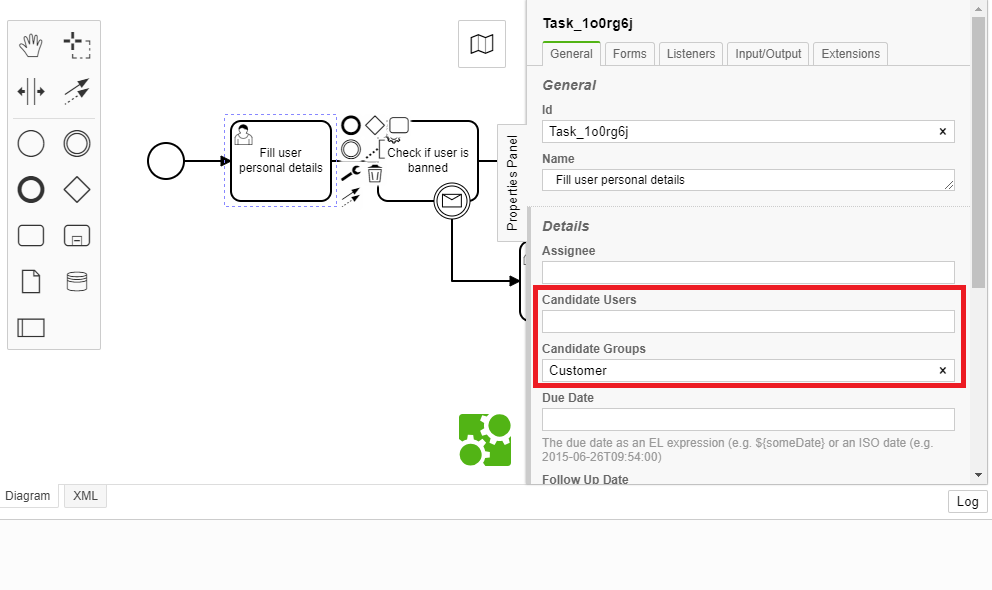 Task_1o0rg6j
General
Forms
Listeners
Input/Output
Extensions
General
Id
Task_1o0rg6j
×
Name
Fill user personal details
Details
Assignee
Candidate Users
Candidate Groups
Customer
×
Due Date
The due date as an EL expression (e.g. ${someDate} or an ISO date (e.g.
2015-06-26T09:54:00)
Follow Up Date
Properties Panel
Fill user
personal details
Check if user is
banned
Diagram
XML
Log